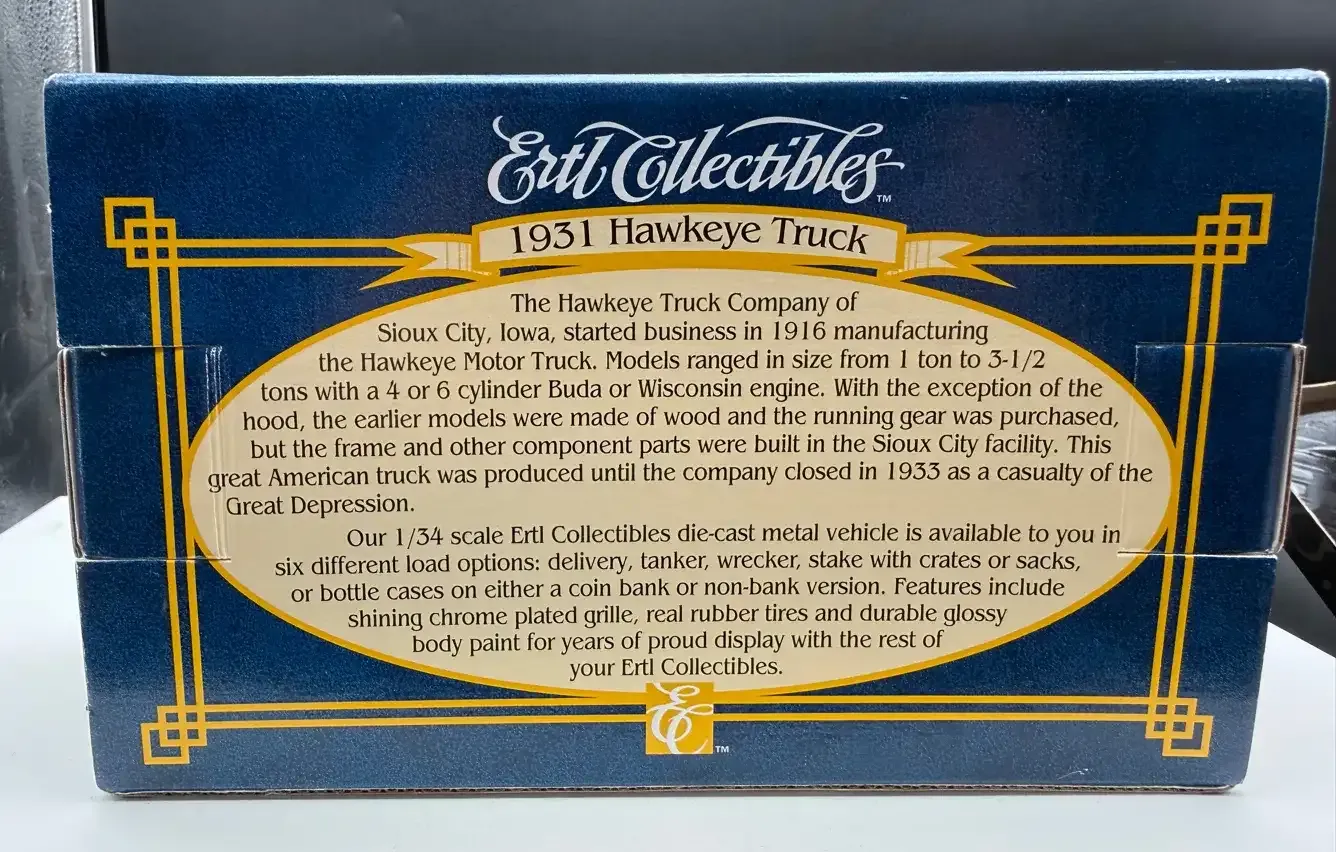 Ertl Collectibles™
1931 Hawkeye Truck
The Hawkeye Truck Company of
Sioux City, Iowa, started business in 1916 manufacturing
the Hawkeye Motor Truck. Models ranged in size from 1 ton to 3-1/2
tons with a 4 or 6 cylinder Buda or Wisconsin engine. With the exception of the
hood, the earlier models were made of wood and the running gear was purchased,
but the frame and other component parts were built in the Sioux City facility. This
great American truck was produced until the company closed in 1933 as a casualty of the
Great Depression.
Our 1/34 scale Ertl Collectibles die-cast metal vehicle is available to you in
six different load options: delivery, tanker, wrecker, stake with crates or sacks,
or bottle cases on either a coin bank or non-bank version. Features include
shining chrome plated grille, real rubber tires and durable glossy
body paint for years of proud display with the rest of
your Ertl Collectibles.
EC™